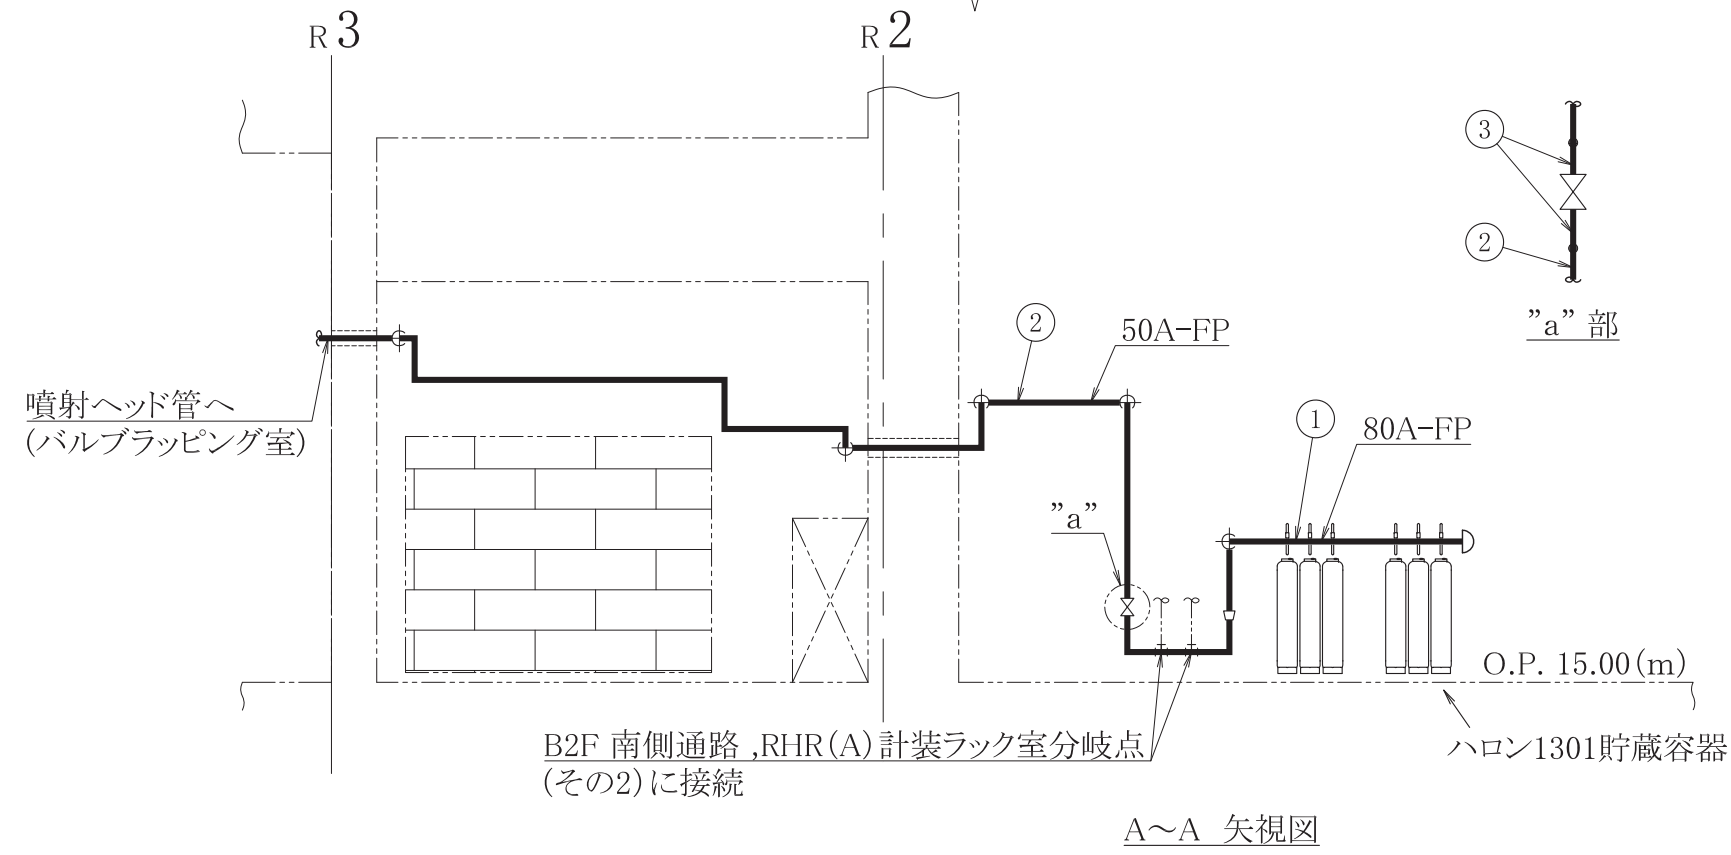 R 3
R 2
③
②
"a" 部
②
50A-FP
①
80A-FP
噴射ヘッド管へ
(バルブラッピング室)
"a"
O.P. 15.00(m)
B2F 南側通路 ,RHR(A)計装ラック室分岐点
(その2)に接続
ハロン1301貯蔵容器
A～A 矢視図